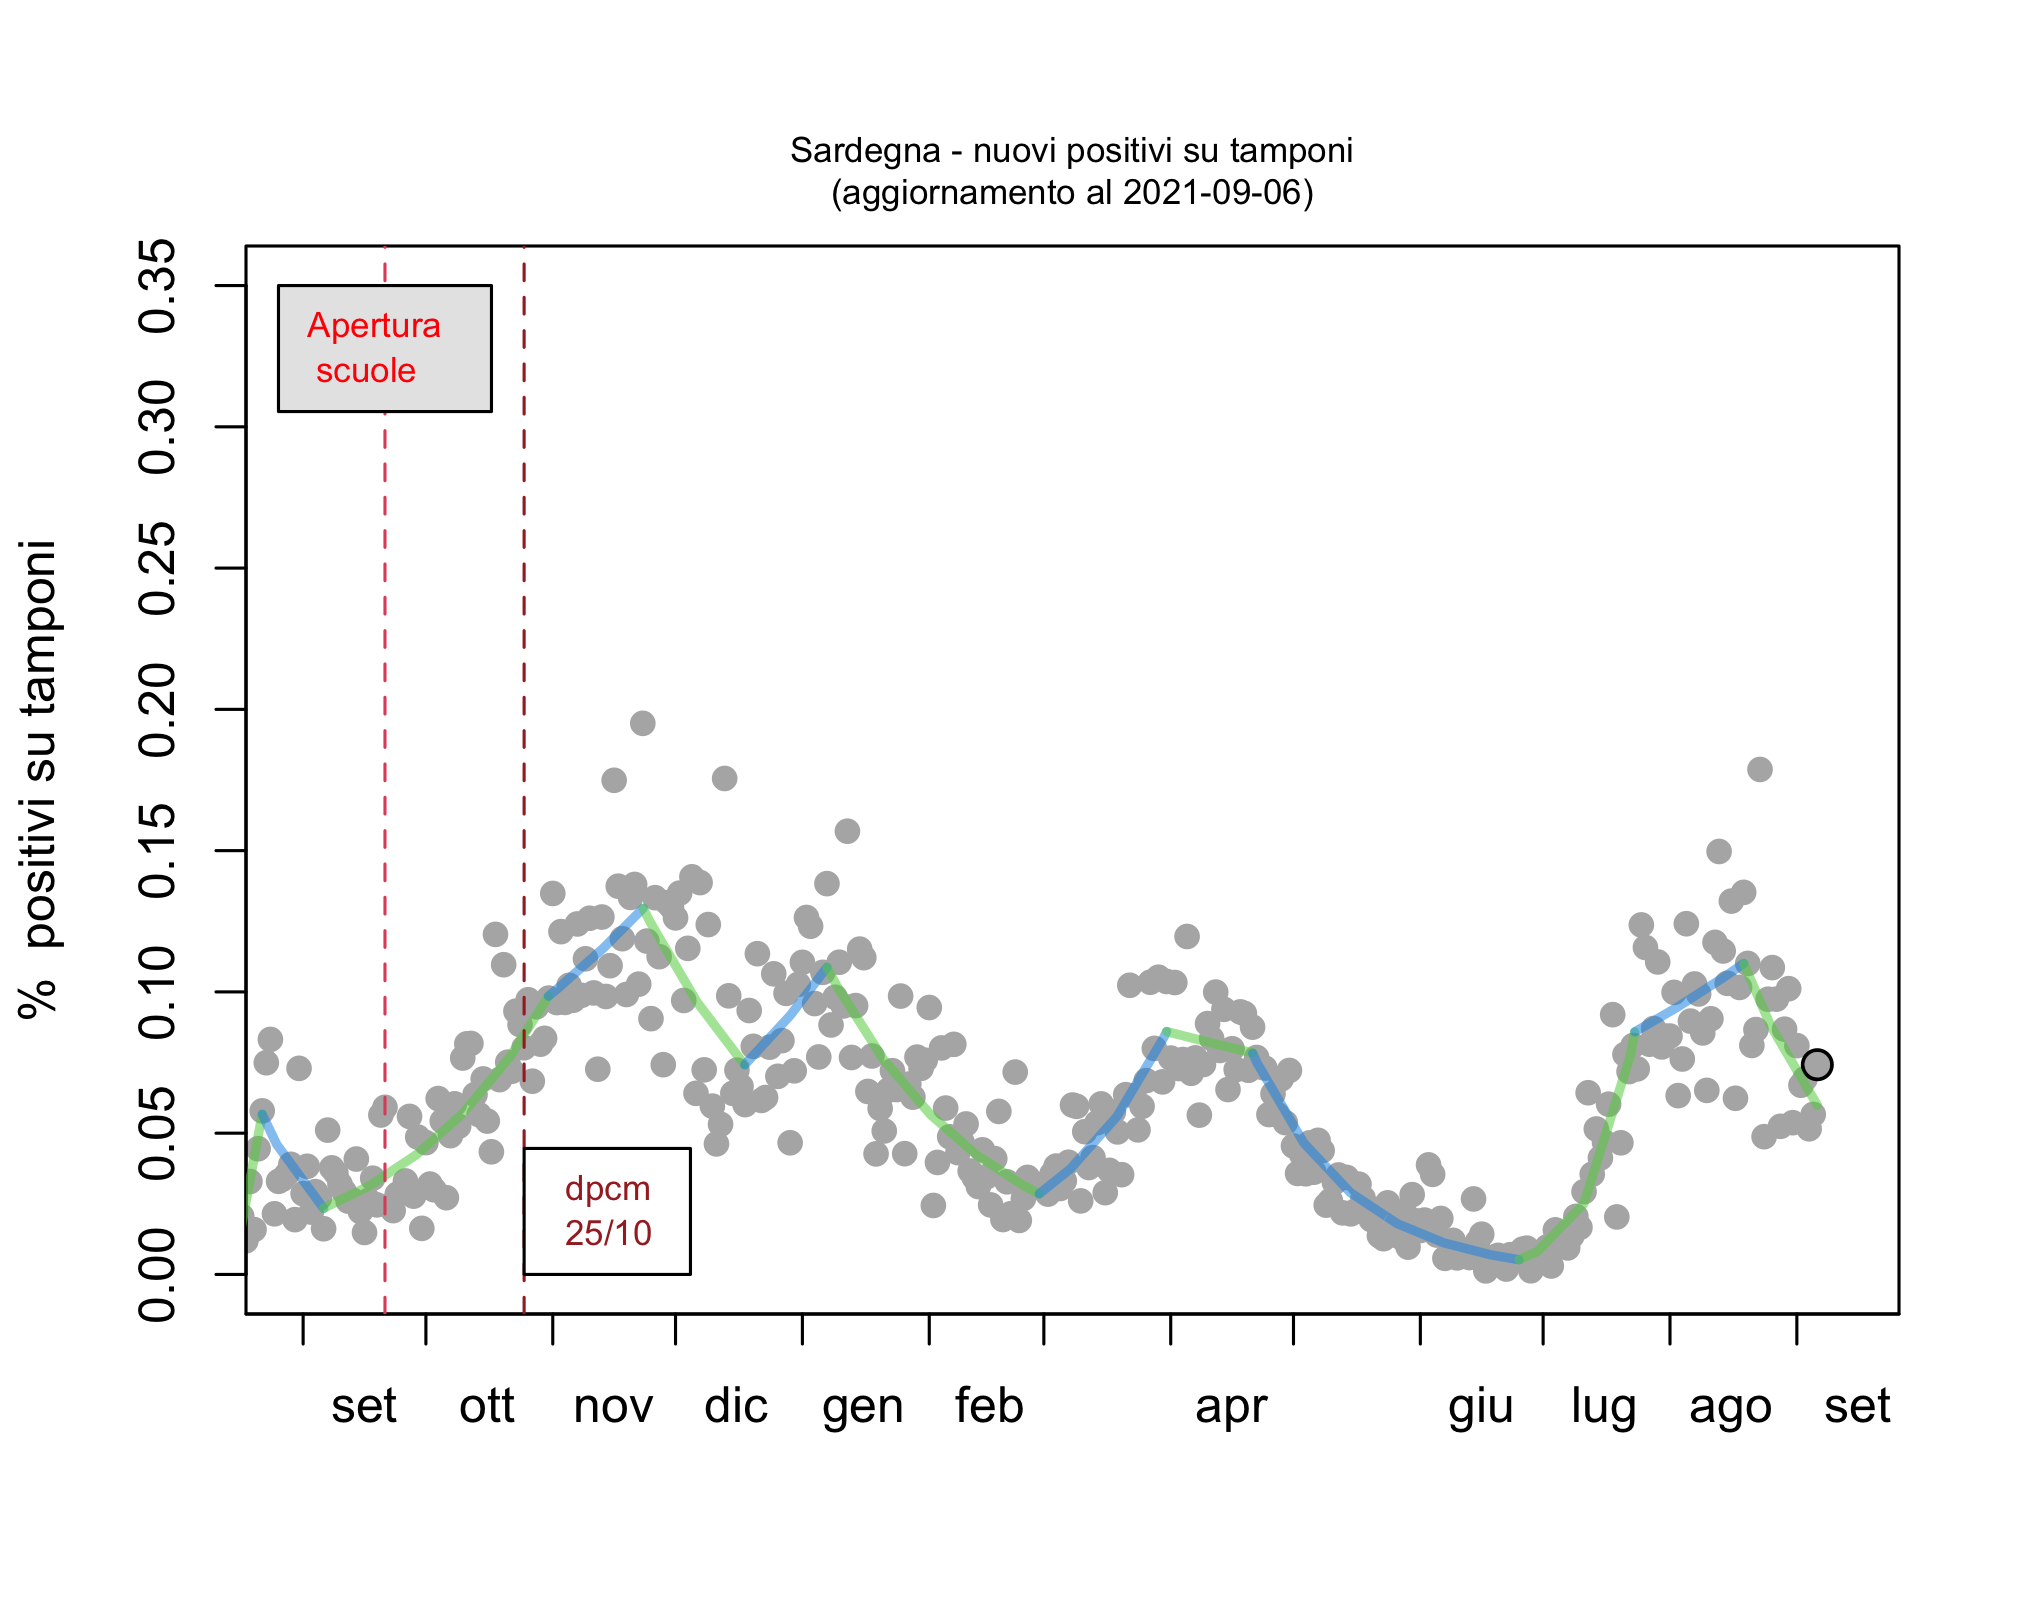 Sardegna - nuovi positivi su tamponi
(aggiornamento al 2021-09-06)
% positivi su tamponi
0.35
0.30
0.25
0.20
0.15
0.10
0.05
0.00
Apertura
scuole
dpcm
25/10
set ott nov dic gen feb apr giu lug ago set